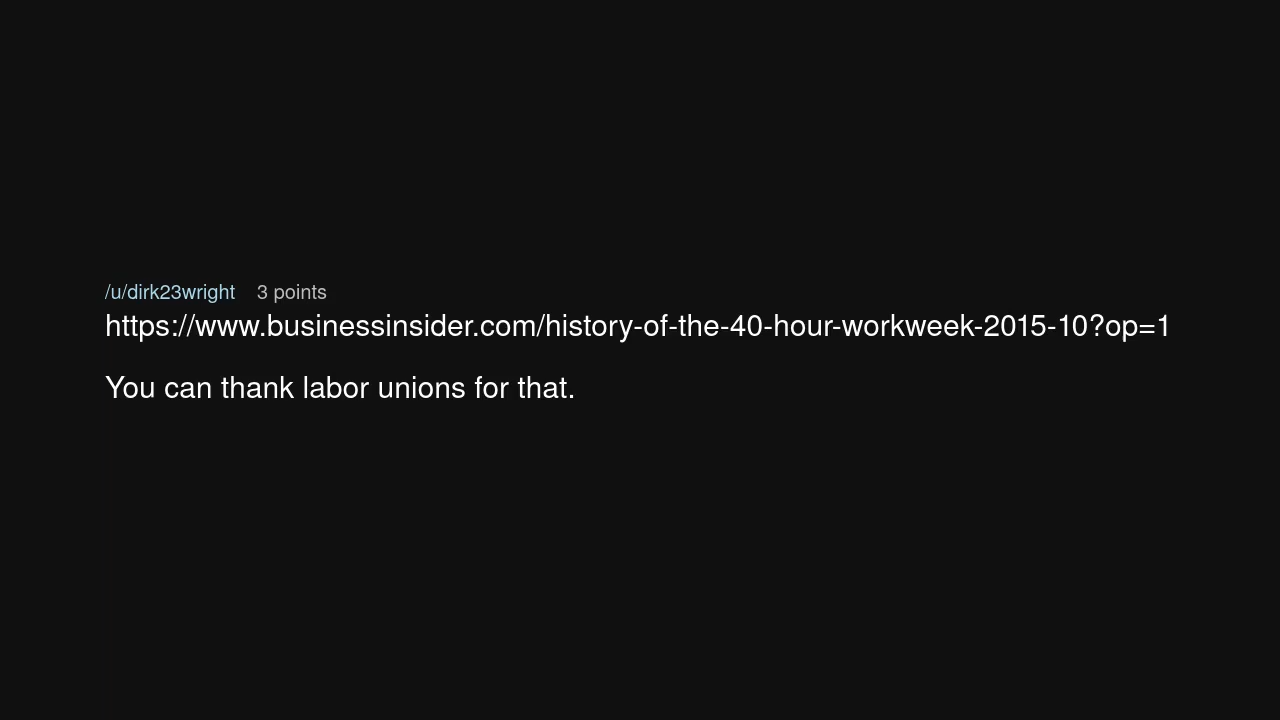 /u/dirk23wright 3 points
https://www.businessinsider.com/history-of-the-40-hour-workweek-2015-10?op=1
You can thank labor unions for that.